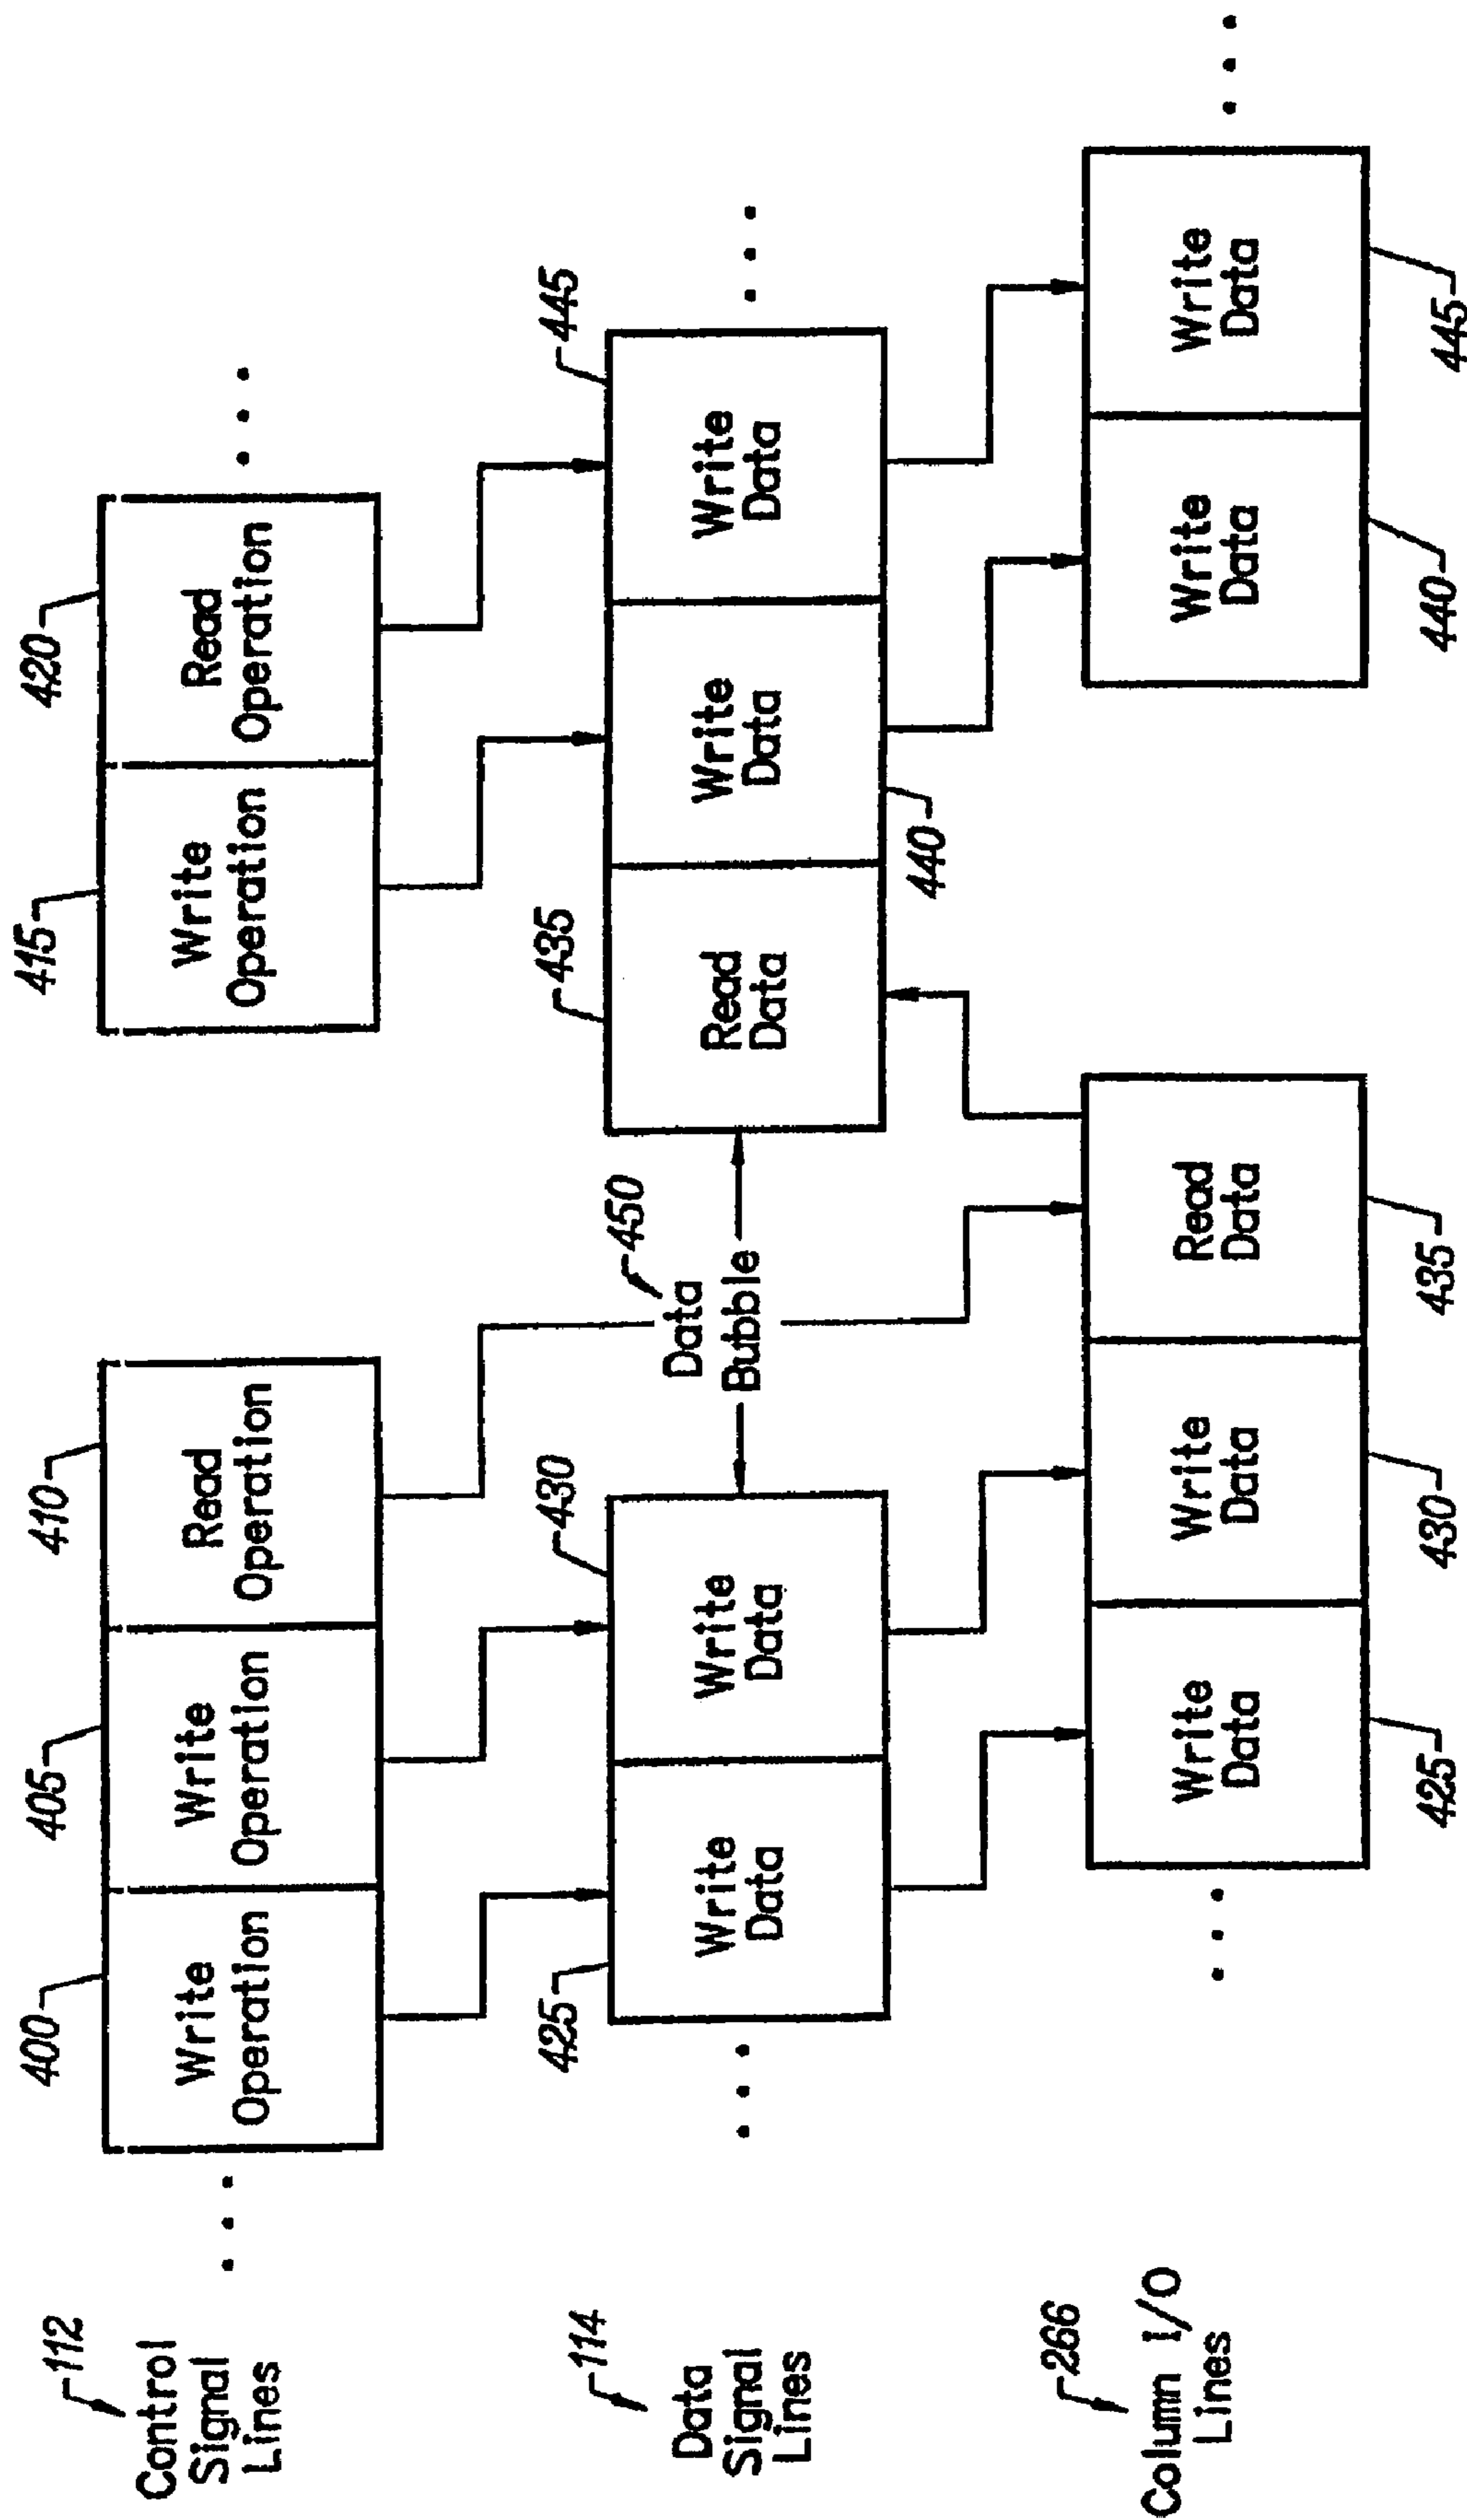 112
Control
Signal
Lines
400
Write
Operation
405
Write
Operation
410
Read
Operation
415
Write
Operation
420
Read
Operation
114
Data
Signal
Lines
425
Write
Data
430
Write
Data
450
Data
Bubble
435
Read
Data
440
Write
Data
445
Write
Data
266
Column I/O
Lines
Write
Data
425
Write
Data
430
Read
Data
435
Write
Data
440
Write
Data
445